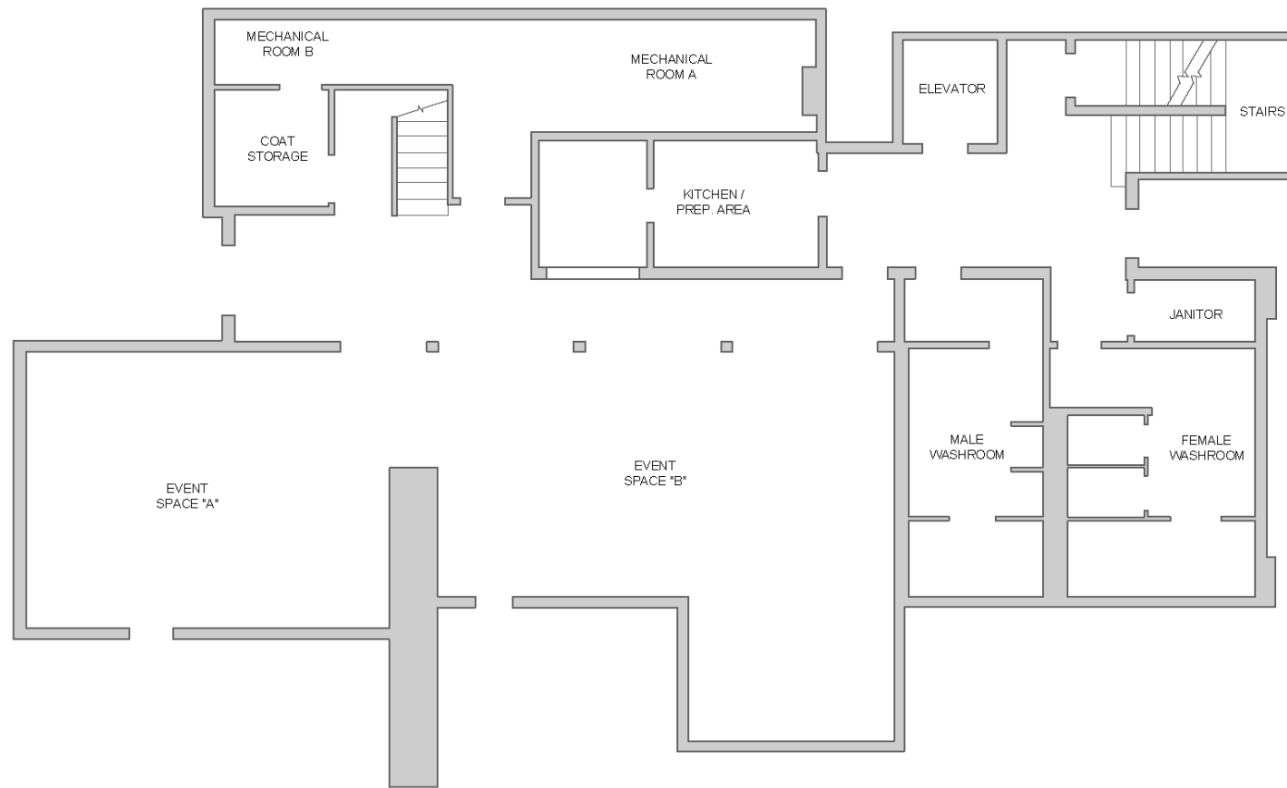 MECHANICAL
ROOM B
MECHANICAL
ROOM A
ELEVATOR
STAIRS
COAT
STORAGE
KITCHEN /
PREP. AREA
JANITOR
MALE
WASHROOM
FEMALE
WASHROOM
EVENT
SPACE "B"
EVENT
SPACE "A"